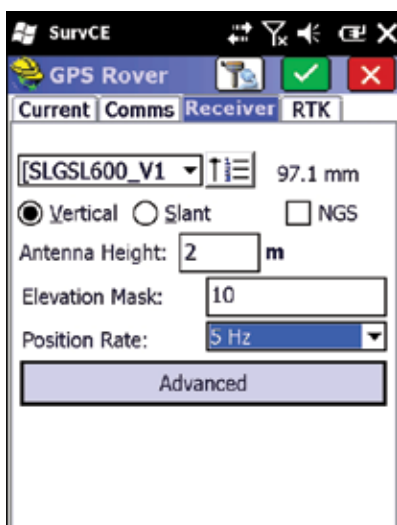 SurvCE
GPS Rover
Current Comms Receiver RTK
[SLGSL600_V1 97.1 mm
Vertical Slant NGS
Antenna Height: 2 m
Elevation Mask: 10
Position Rate: 5 Hz
Advanced